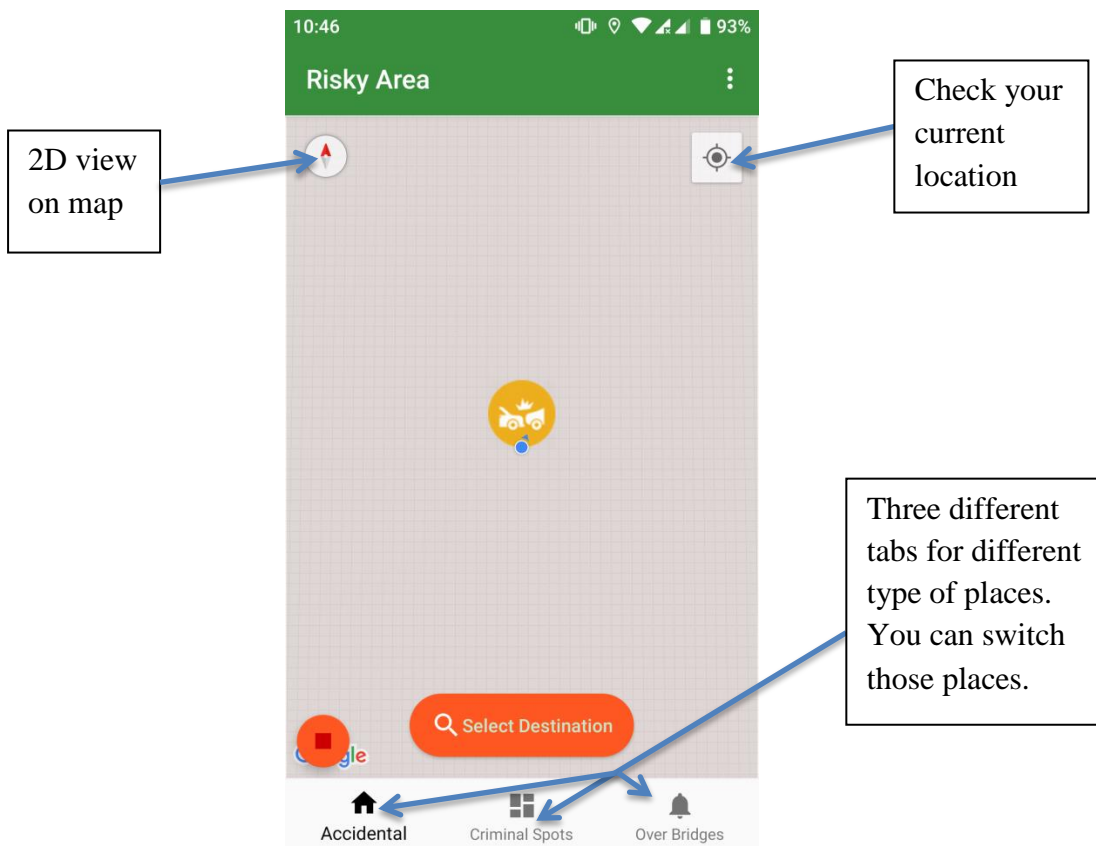 10:46
93%
Risky Area
2D view
on map
Check your
current
location
Three different
tabs for different
type of places.
You can switch
those places.
Select Destination
Google
Accidental
Criminal Spots
Over Bridges